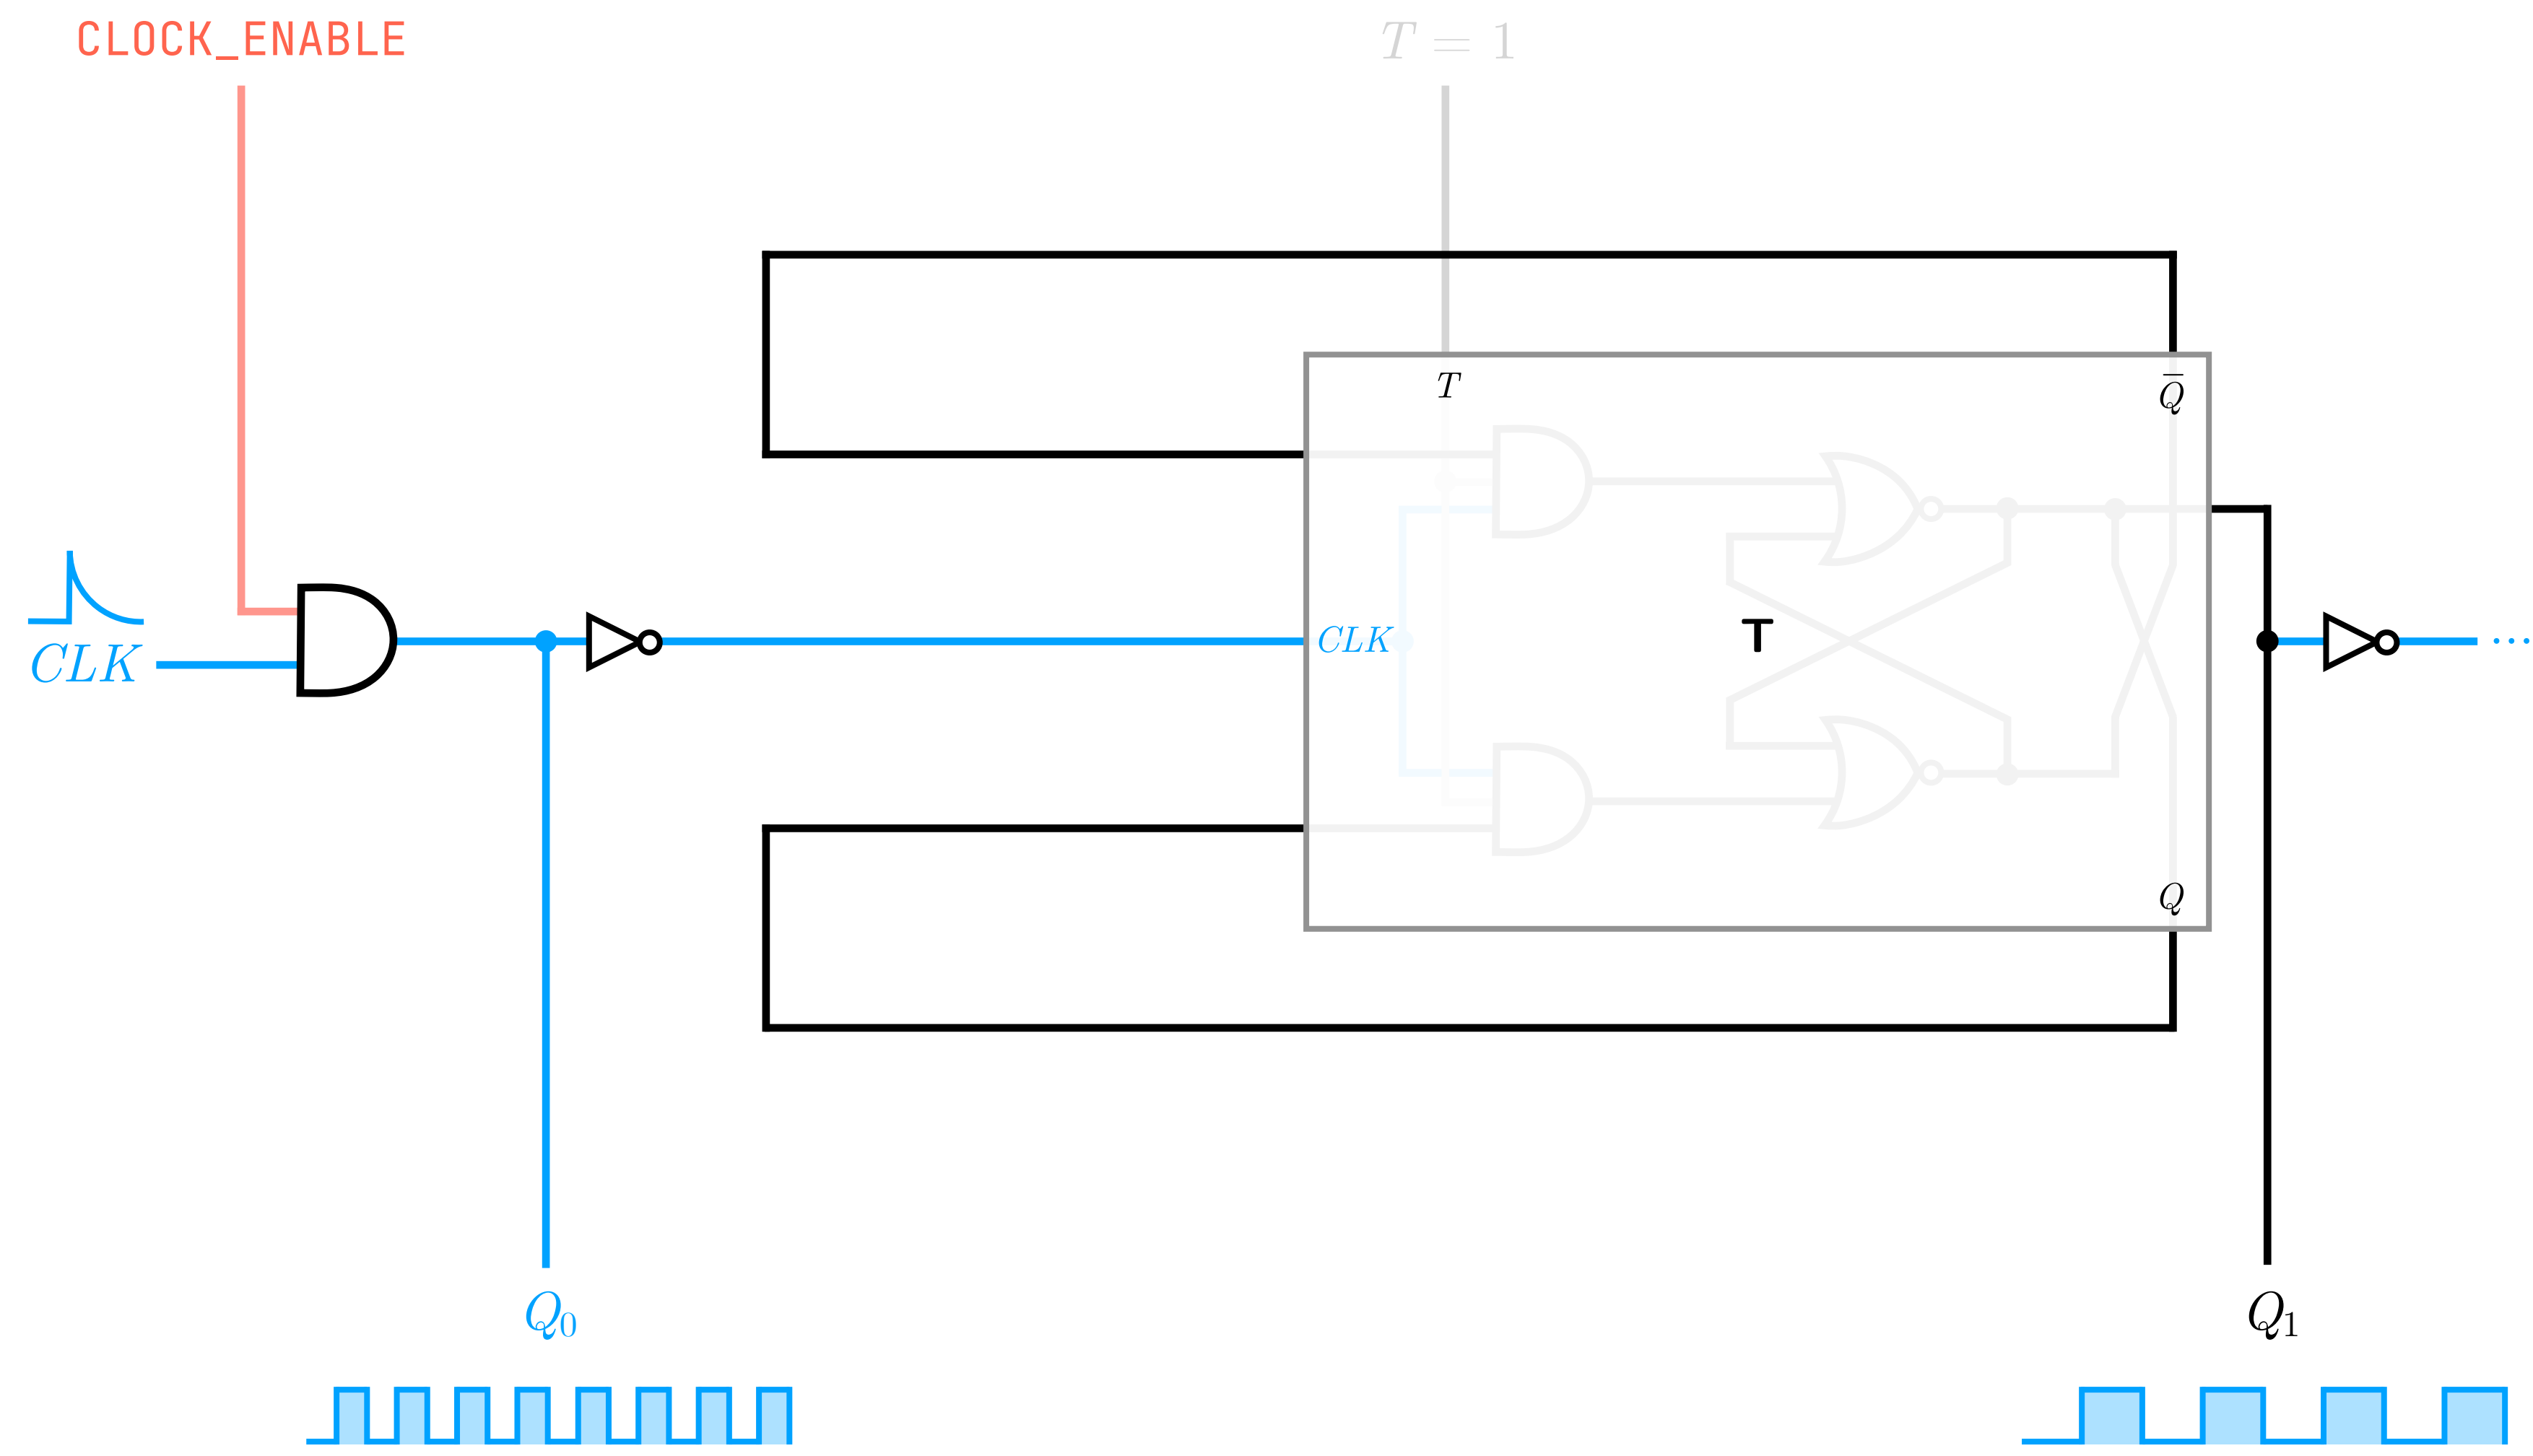 CLOCK_ENABLE
T = 1
T
Q̅
CLK
CLK
T
...
Q
Q₀
Q₁